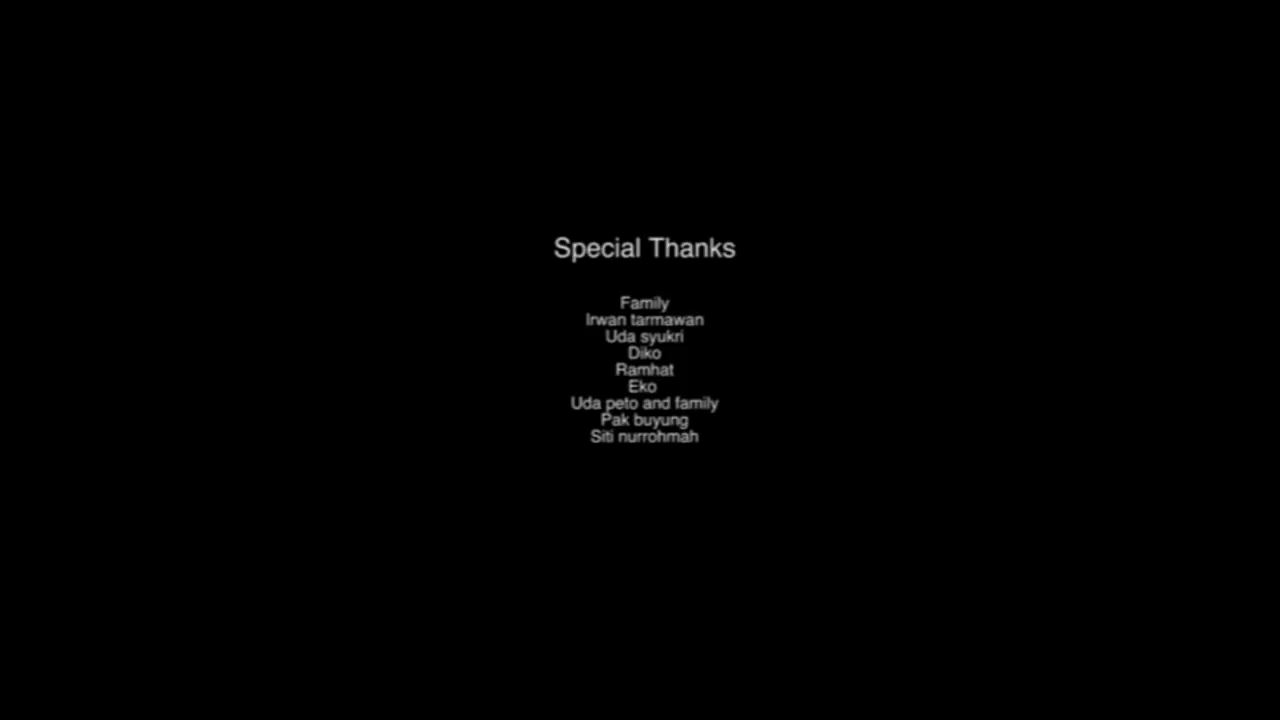 Special Thanks
Family
Irwan tarmawan
Uda syukri
Diko
Ramhat
Eko
Uda peto and family
Pak buyung
Siti nurrohmah